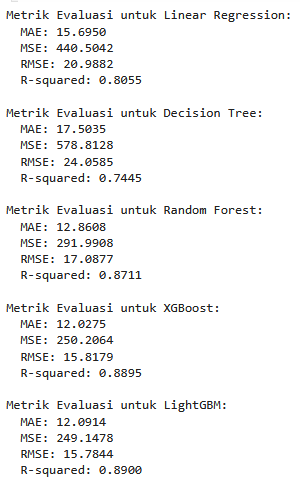 Metrik Evaluasi untuk Linear Regression:
MAE: 15.6950
MSE: 440.5042
RMSE: 20.9882
R-squared: 0.8055
Metrik Evaluasi untuk Decision Tree:
MAE: 17.5035
MSE: 578.8128
RMSE: 24.0585
R-squared: 0.7445
Metrik Evaluasi untuk Random Forest:
MAE: 12.8608
MSE: 291.9908
RMSE: 17.0877
R-squared: 0.8711
Metrik Evaluasi untuk XGBoost:
MAE: 12.0275
MSE: 250.2064
RMSE: 15.8179
R-squared: 0.8895
Metrik Evaluasi untuk LightGBM:
MAE: 12.0914
MSE: 249.1478
RMSE: 15.7844
R-squared: 0.8900